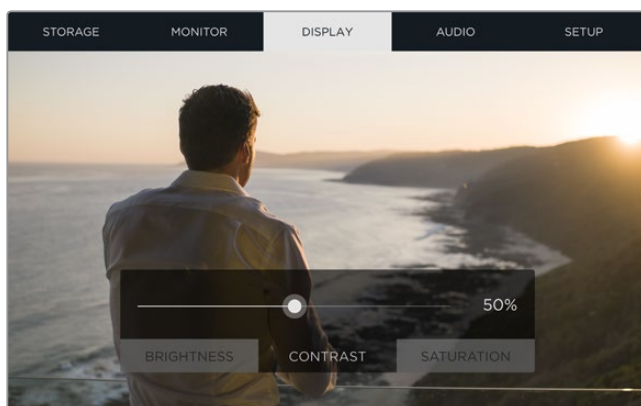 STORAGE MONITOR DISPLAY AUDIO SETUP
50%
BRIGHTNESS CONTRAST SATURATION